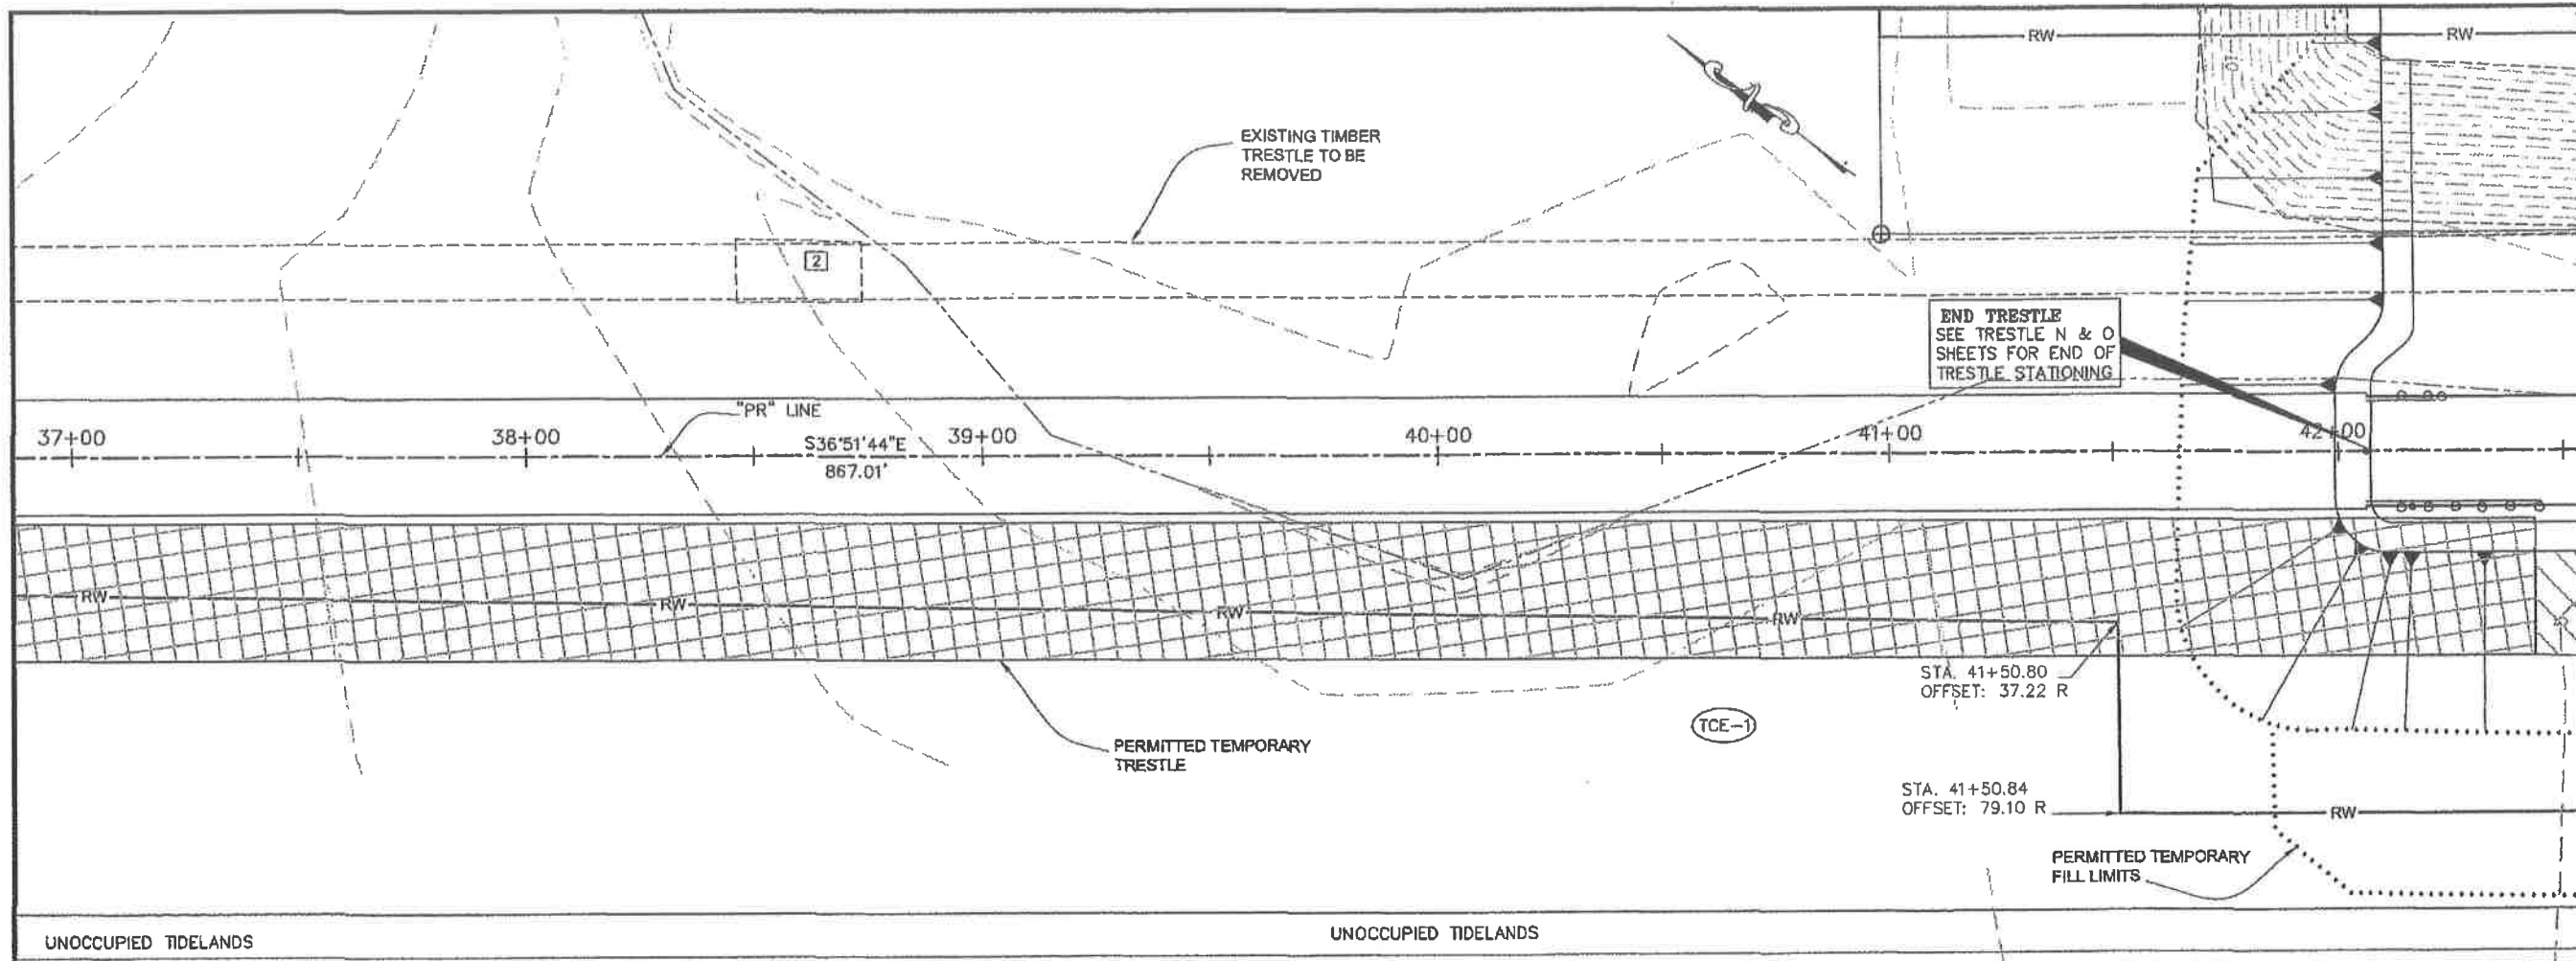 RW
RW
EXISTING TIMBER
TRESTLE TO BE
REMOVED
2
END TRESTLE
SEE TRESTLE N & O
SHEETS FOR END OF
TRESTLE STATIONING
"PR" LINE
37+00
38+00
S36°51'44"E
867.01'
39+00
40+00
41+00
42+00
RW
RW
RW
RW
STA. 41+50.80
OFFSET: 37.22 R
TCE-1
PERMITTED TEMPORARY
TRESTLE
STA. 41+50.84
OFFSET: 79.10 R
RW
PERMITTED TEMPORARY
FILL LIMITS
UNOCCUPIED TIDELANDS
UNOCCUPIED TIDELANDS